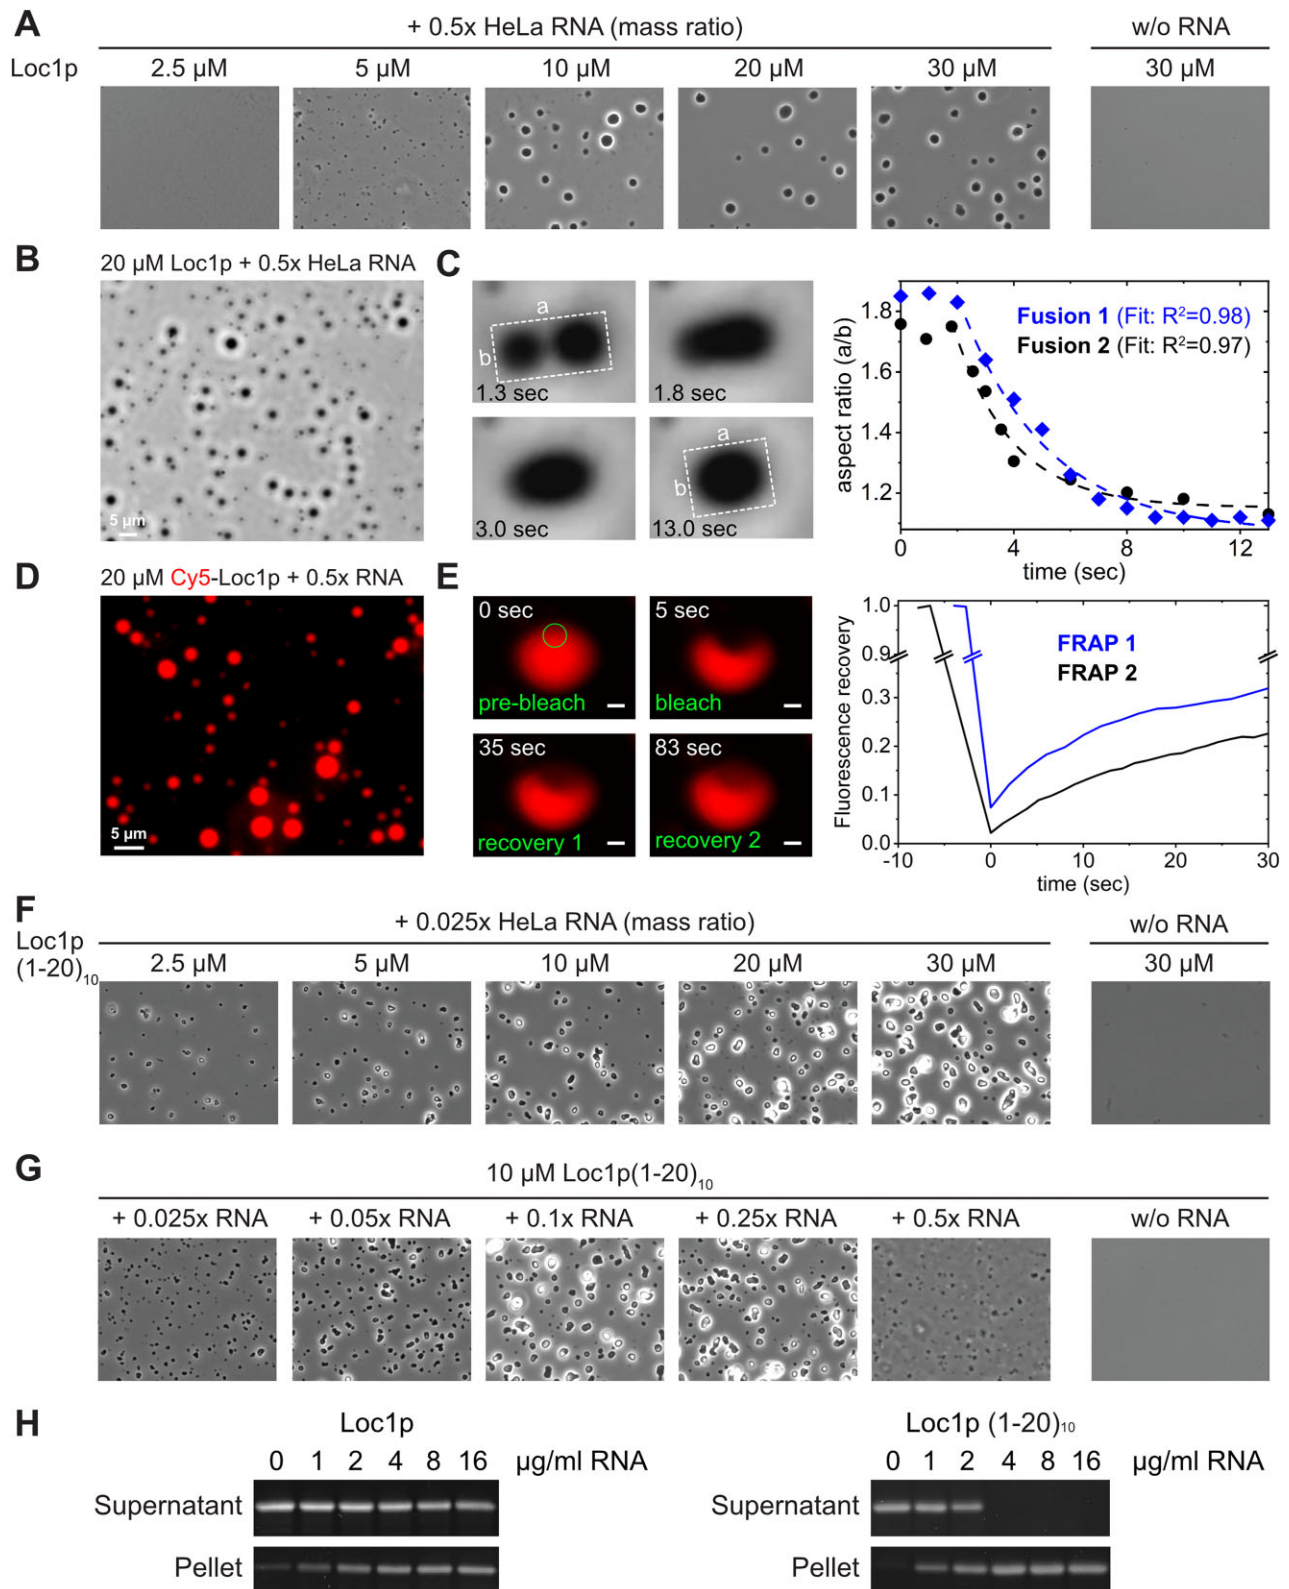 A
+ 0.5x HeLa RNA (mass ratio)
w/o RNA
Loc1p
2.5 µM 5 µM 10 µM 20 µM 30 µM 30 µM
B
20 µM Loc1p + 0.5x HeLa RNA
5 µm
C
a
b
1.3 sec
1.8 sec
3.0 sec
a
b
13.0 sec
Fusion 1 (Fit: R²=0.98)
Fusion 2 (Fit: R²=0.97)
aspect ratio (a/b)
1.8
1.6
1.4
1.2
0 4 8 12
time (sec)
D
20 µM Cy5-Loc1p + 0.5x RNA
5 µm
E
0 sec
pre-bleach
5 sec
bleach
35 sec
recovery 1
83 sec
recovery 2
FRAP 1
FRAP 2
Fluorescence recovery
1.0
0.9
0.3
0.2
0.1
0.0
-10 0 10 20 30
time (sec)
F
+ 0.025x HeLa RNA (mass ratio)
w/o RNA
Loc1p
(1-20)₁₀
2.5 µM 5 µM 10 µM 20 µM 30 µM 30 µM
G
10 µM Loc1p(1-20)₁₀
+ 0.025x RNA + 0.05x RNA + 0.1x RNA + 0.25x RNA + 0.5x RNA w/o RNA
H
Loc1p
0 1 2 4 8 16 µg/ml RNA
Supernatant
Pellet
Loc1p (1-20)₁₀
0 1 2 4 8 16 µg/ml RNA
Supernatant
Pellet